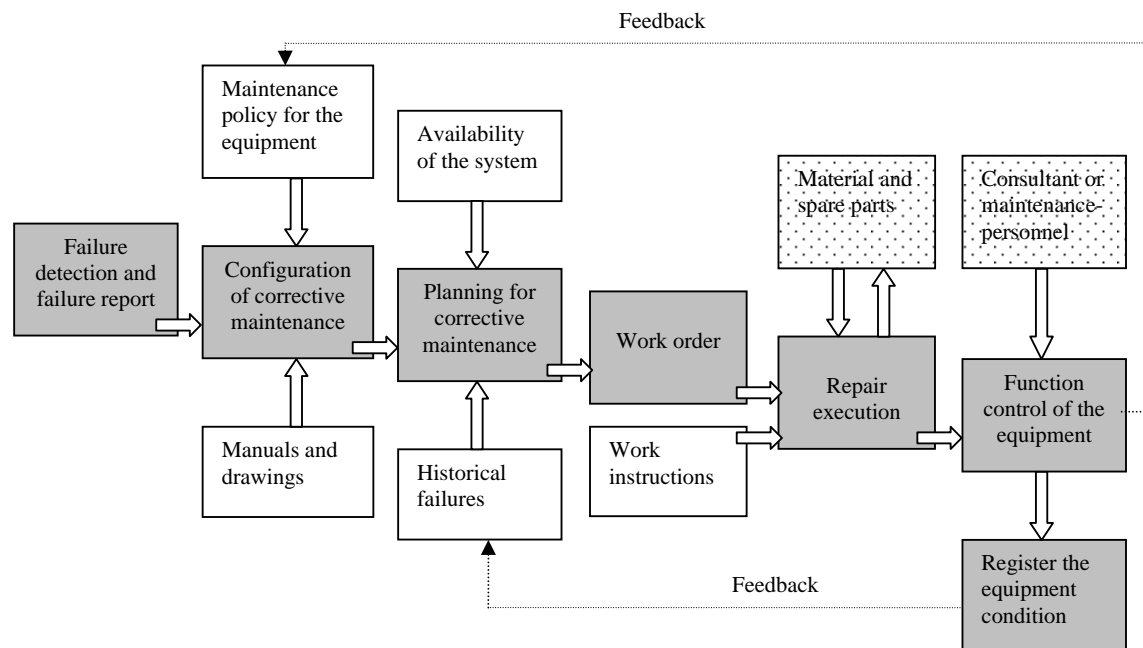 Feedback
Maintenance
policy for the
equipment
Availability
of the system
Material and
spare parts
Consultant or
maintenance-
personnel
Failure
detection and
failure report
Configuration
of corrective
maintenance
Planning for
corrective
maintenance
Work order
Repair
execution
Function
control of the
equipment
Manuals and
drawings
Historical
failures
Work
instructions
Register the
equipment
condition
Feedback